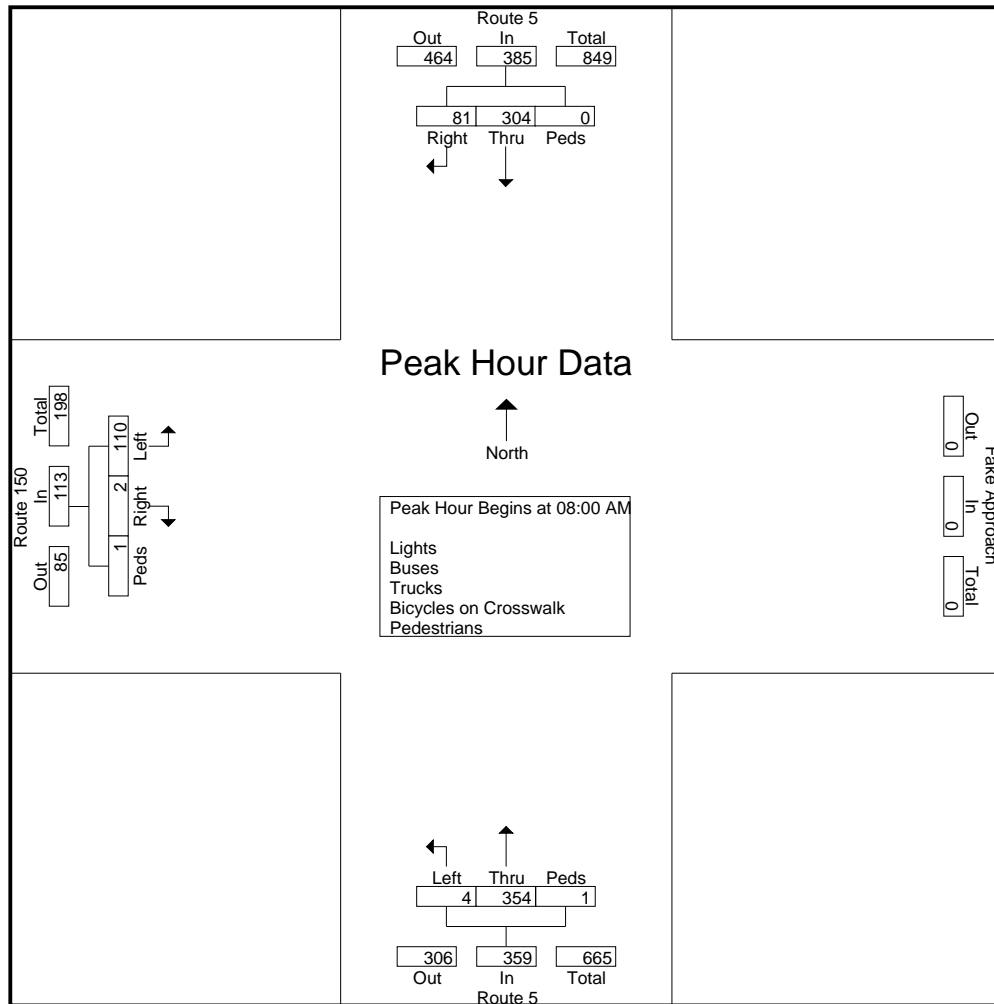 Route 5
Out In Total
464 385 849
81 304 0
Right Thru Peds
Peak Hour Data
North
Route 150
Total In Out
198 113 85
110 2 1
Left Right Peds
Peak Hour Begins at 08:00 AM
Lights
Buses
Trucks
Bicycles on Crosswalk
Pedestrians
Fake Approach
Out In Total
0 0 0
Left Thru Peds
4 354 1
306 359 665
Out In Total
Route 5